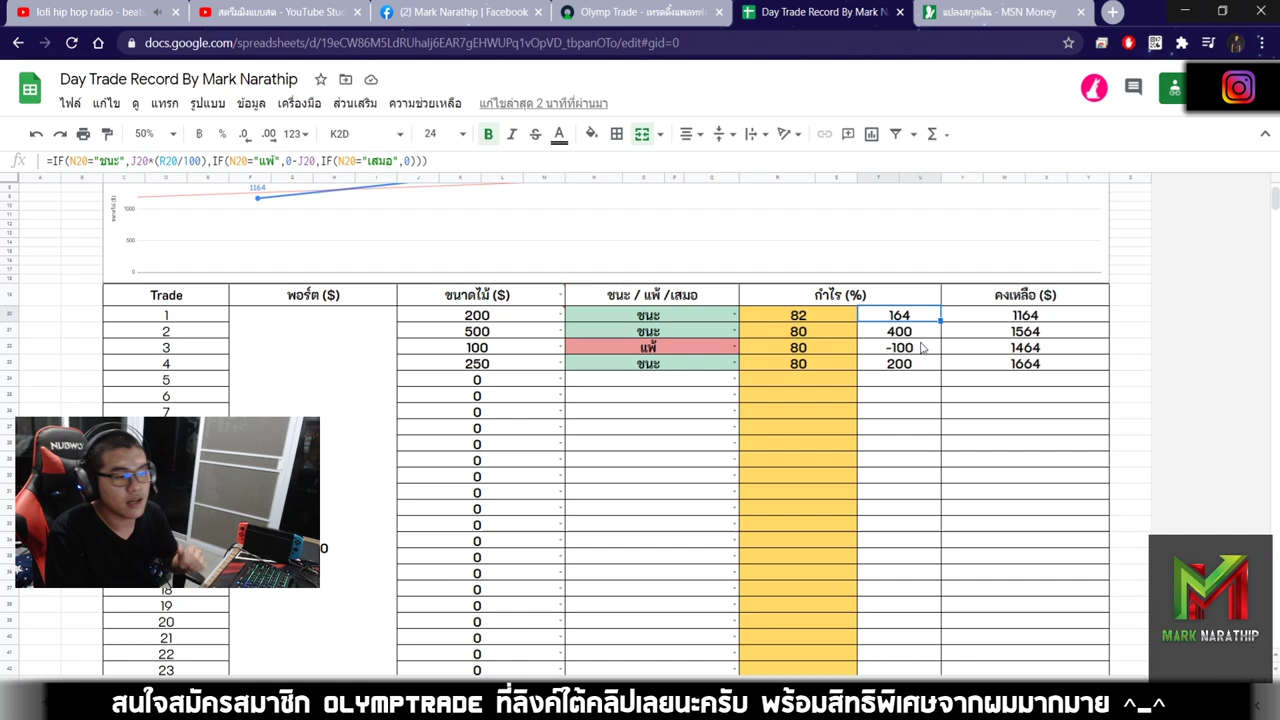 lofi hip hop radio - beats
สตรีมมิงแบบสด - YouTube Stud
(2) Mark Narathip | Facebook
Olymp Trade - เทรดดิ้งแพลตฟ
Day Trade Record By Mark N
แปลงสกุลเงิน - MSN Money
docs.google.com/spreadsheets/d/19eCW86M5LdRUhaIj6EAR7gEHWUPq1vOpVD_tbpanOTo/edit#gid=0
Day Trade Record By Mark Narathip
ไฟล์ แก้ไข ดู แทรก รูปแบบ ข้อมูล เครื่องมือ ส่วนเสริม ความช่วยเหลือ แก้ไขล่าสุด 2 นาทีที่ผ่านมา
50% ฿ % .0 .00 123 K2D 24 B I S A
fx =IF(N20="ชนะ",J20*(R20/100),IF(N20="แพ้",0-J20,IF(N20="เสมอ",0)))
1164
1000
500
0
Trade พอร์ต ($) ขนาดไม้ ($) ชนะ / แพ้ /เสมอ กำไร (%) คงเหลือ ($)
1 200 ชนะ 82 164 1164
2 500 ชนะ 80 400 1564
3 100 แพ้ 80 -100 1464
4 250 ชนะ 80 200 1664
5 0
6 0
7 0
0
0
0
0
0
0
0
0
0
0
18 0
19 0
20 0
21 0
22 0
23 0
NUBWO
MARK NARATHIP
สนใจสมัครสมาชิก OLYMPTRADE ที่ลิงค์ใต้คลิปเลยนะครับ พร้อมสิทธิพิเศษจากผมมากมาย ^_^